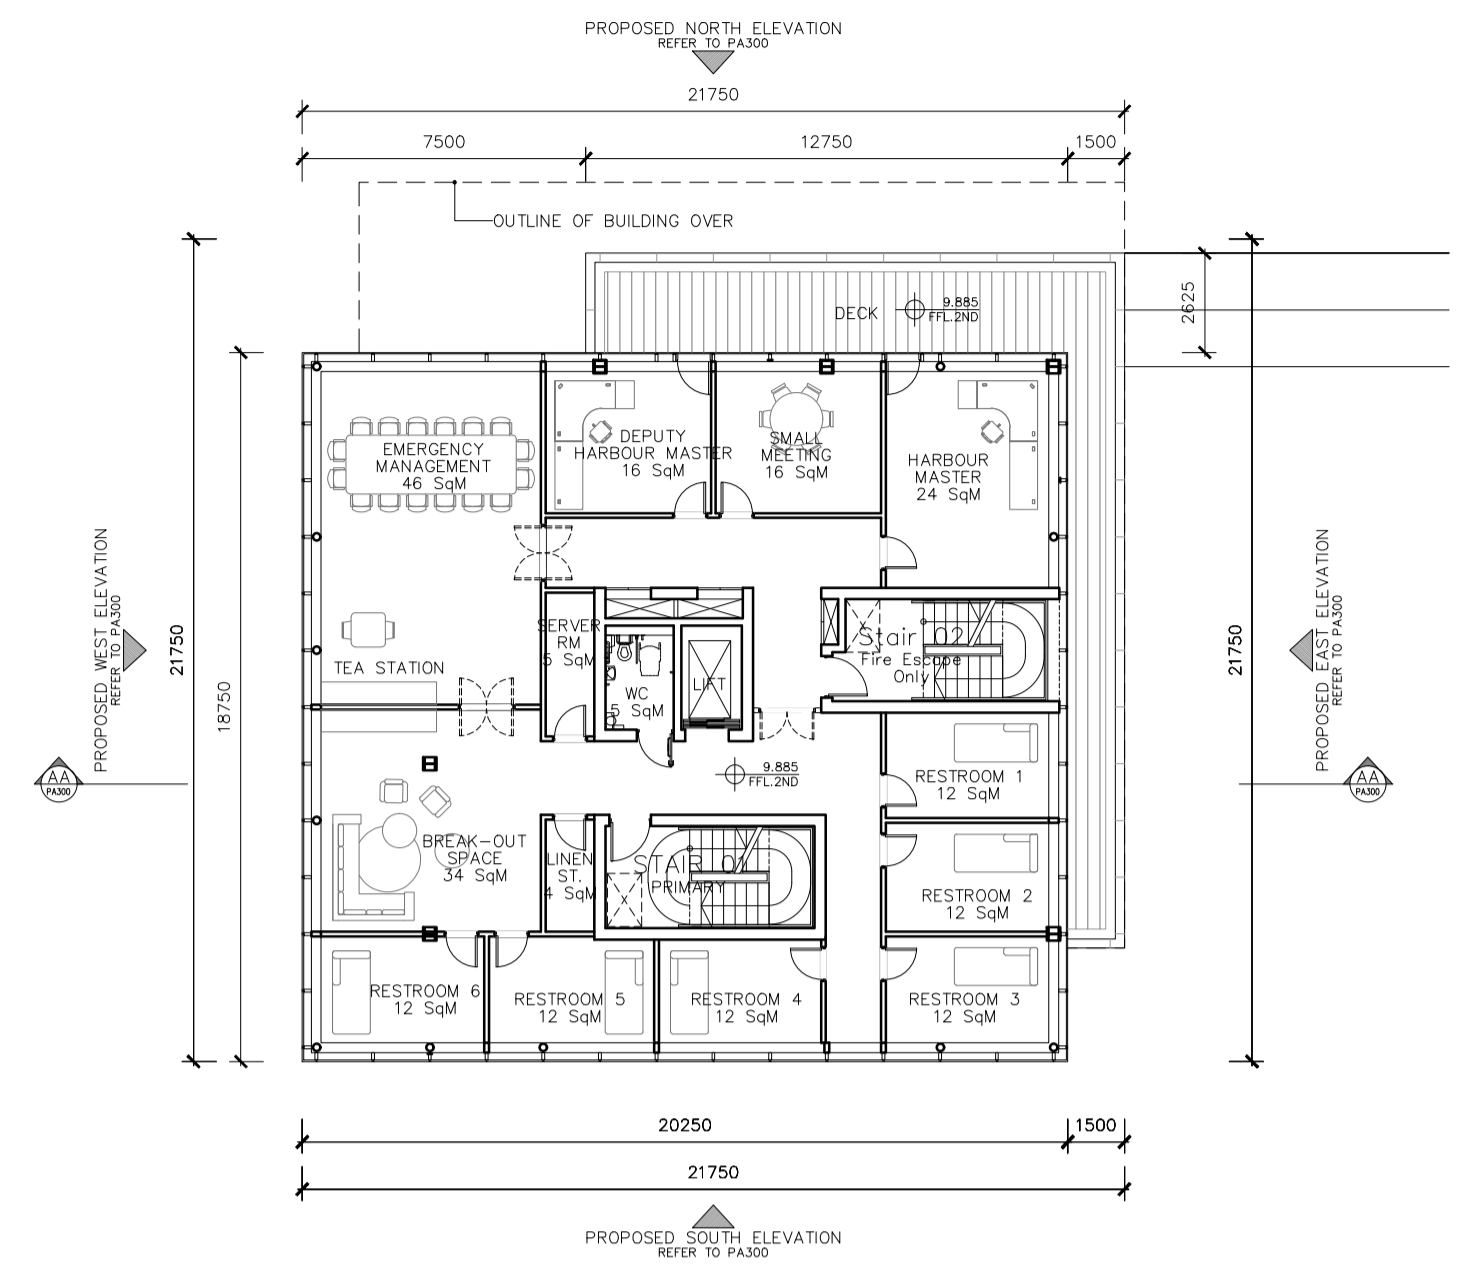 PROPOSED NORTH ELEVATION
REFER TO PA300
21750
7500
12750
1500
OUTLINE OF BUILDING OVER
2625
DECK
9.885
FFL.2ND
EMERGENCY
MANAGEMENT
46 SqM
DEPUTY
HARBOUR MASTER
16 SqM
SMALL
MEETING
16 SqM
HARBOUR
MASTER
24 SqM
PROPOSED WEST ELEVATION
REFER TO PA300
21750
18750
TEA STATION
SERVER
RM
5 SqM
WC
5 SqM
LIFT
Stair 02
Fire Escape
Only
21750
PROPOSED EAST ELEVATION
REFER TO PA300
AA
PA300
9.885
FFL.2ND
RESTROOM 1
12 SqM
AA
PA300
BREAK-OUT
SPACE
34 SqM
LINEN
ST.
4 SqM
STAIR 01
PRIMARY
RESTROOM 2
12 SqM
RESTROOM 6
12 SqM
RESTROOM 5
12 SqM
RESTROOM 4
12 SqM
RESTROOM 3
12 SqM
20250
1500
21750
PROPOSED SOUTH ELEVATION
REFER TO PA300